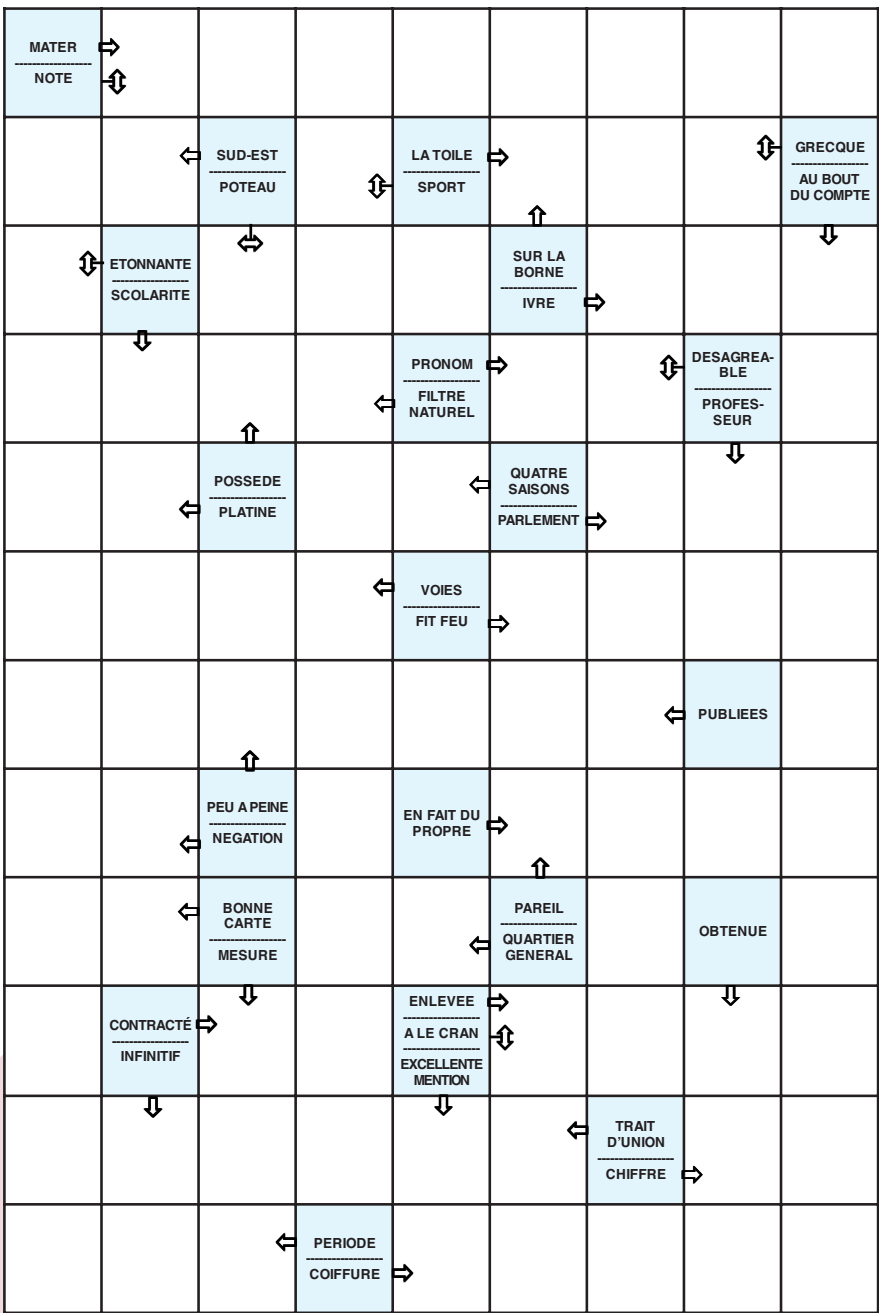 MATER
NOTE
SUD-EST
POTEAU
LA TOILE
SPORT
GRECQUE
AU BOUT
DU COMPTE
ETONNANTE
SCOLARITE
SUR LA
BORNE
IVRE
PRONOM
FILTRE
NATUREL
DESAGREA-
BLE
PROFES-
SEUR
POSSEDE
PLATINE
QUATRE
SAISONS
PARLEMENT
VOIES
FIT FEU
PUBLIEES
PEU A PEINE
NEGATION
EN FAIT DU
PROPRE
BONNE
CARTE
MESURE
PAREIL
QUARTIER
GENERAL
OBTENUE
CONTRACTÉ
INFINITIF
ENLEVEE
A LE CRAN
EXCELLENTE
MENTION
TRAIT
D'UNION
CHIFFRE
PERIODE
COIFFURE